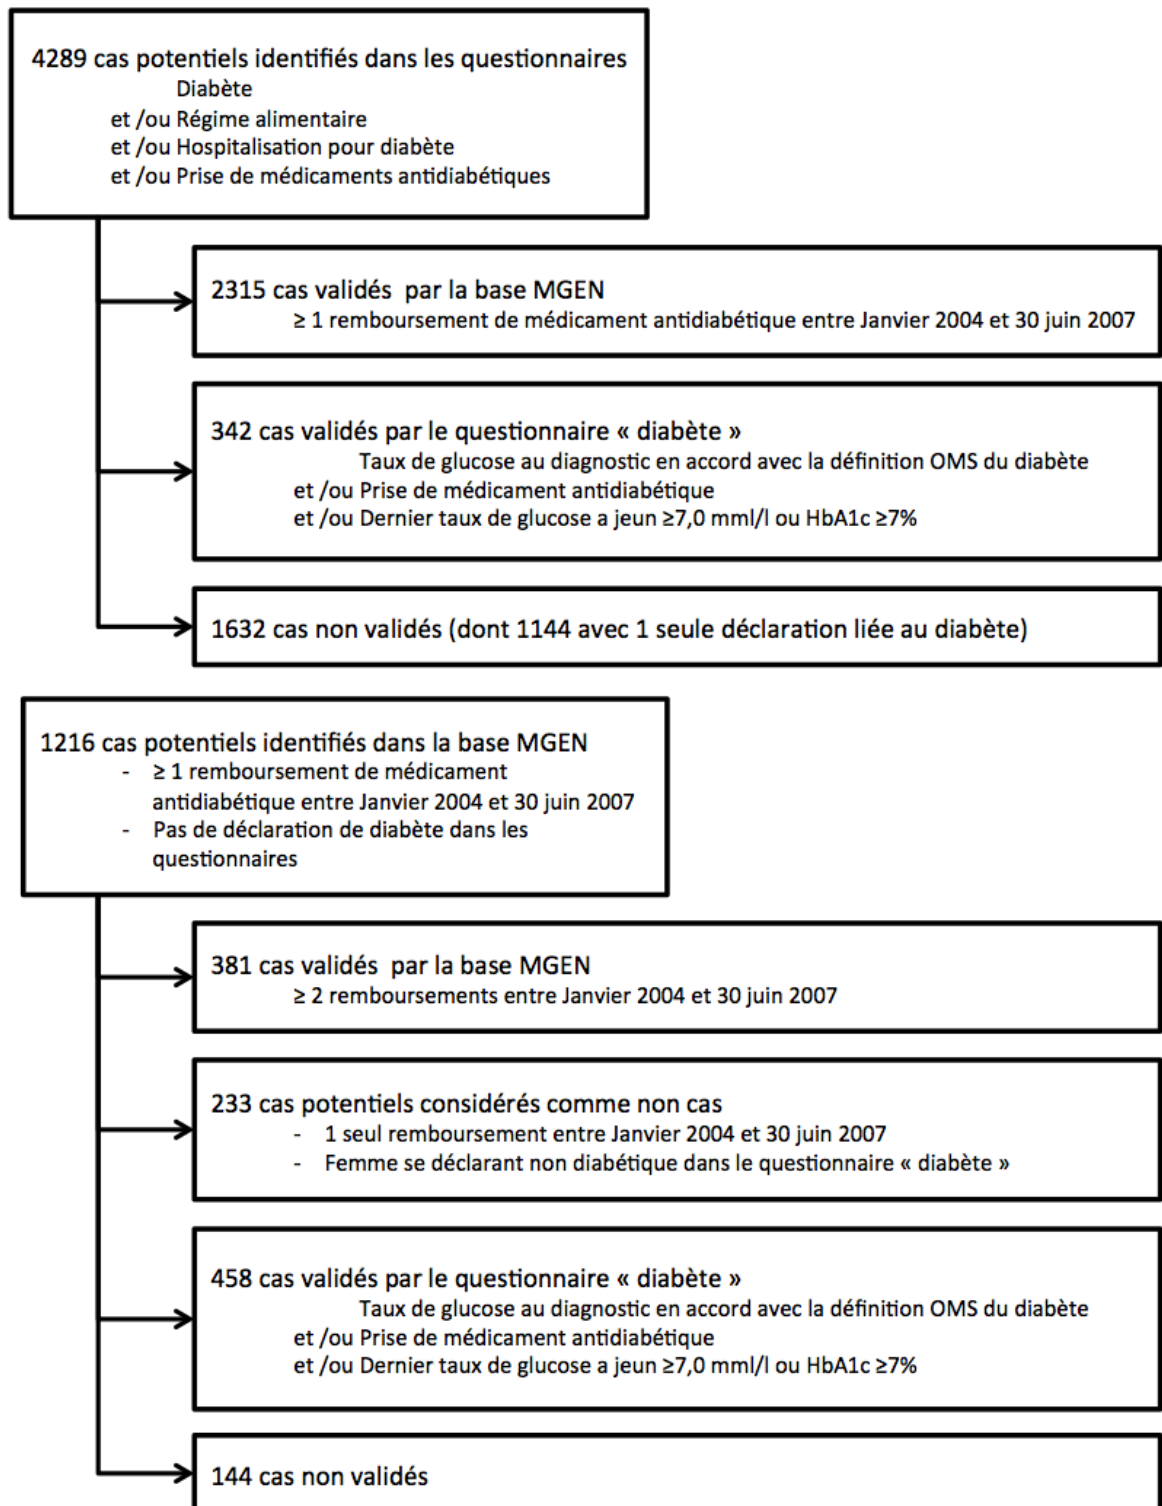 4289 cas potentiels identifiés dans les questionnaires
Diabète
et /ou Régime alimentaire
et /ou Hospitalisation pour diabète
et /ou Prise de médicaments antidiabétiques
2315 cas validés par la base MGEN
≥ 1 remboursement de médicament antidiabétique entre Janvier 2004 et 30 juin 2007
342 cas validés par le questionnaire « diabète »
Taux de glucose au diagnostic en accord avec la définition OMS du diabète
et /ou Prise de médicament antidiabétique
et /ou Dernier taux de glucose a jeun ≥7,0 mml/l ou HbA1c ≥7%
1632 cas non validés (dont 1144 avec 1 seule déclaration liée au diabète)
1216 cas potentiels identifiés dans la base MGEN
- ≥ 1 remboursement de médicament
antidiabétique entre Janvier 2004 et 30 juin 2007
- Pas de déclaration de diabète dans les
questionnaires
381 cas validés par la base MGEN
≥ 2 remboursements entre Janvier 2004 et 30 juin 2007
233 cas potentiels considérés comme non cas
- 1 seul remboursement entre Janvier 2004 et 30 juin 2007
- Femme se déclarant non diabétique dans le questionnaire « diabète »
458 cas validés par le questionnaire « diabète »
Taux de glucose au diagnostic en accord avec la définition OMS du diabète
et /ou Prise de médicament antidiabétique
et /ou Dernier taux de glucose a jeun ≥7,0 mml/l ou HbA1c ≥7%
144 cas non validés